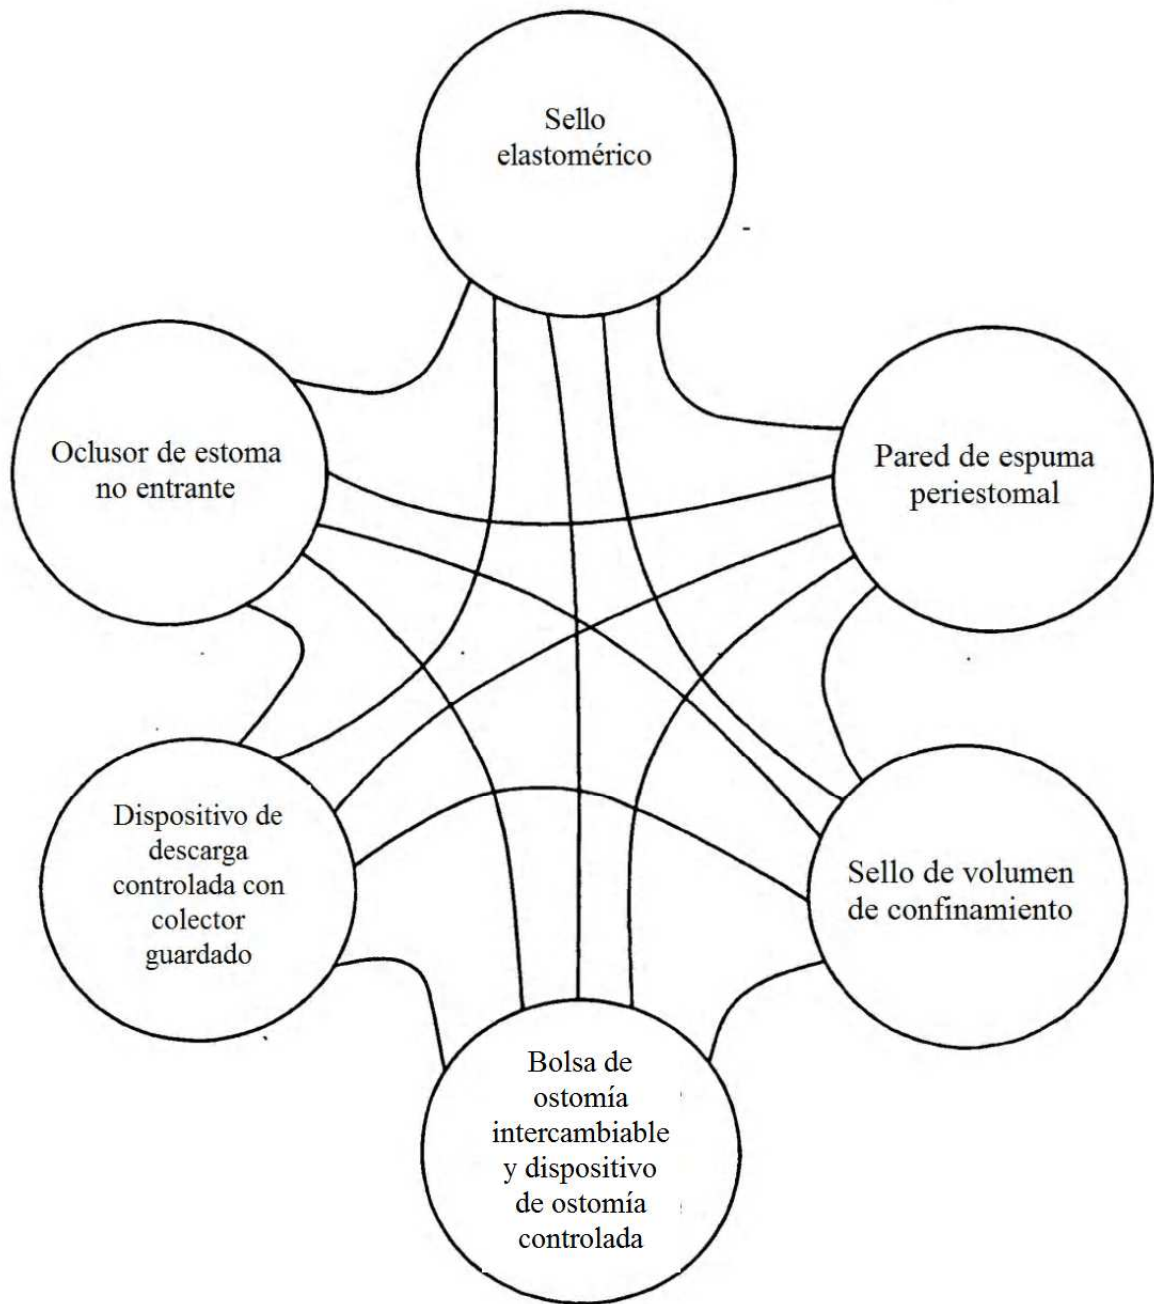 Sello
elastomérico
Oclusor de estoma
no entrante
Pared de espuma
periestomal
Dispositivo de
descarga
controlada con
colector
guardado
Sello de volumen
de confinamiento
Bolsa de
ostomía
intercambiable
y dispositivo
de ostomía
controlada